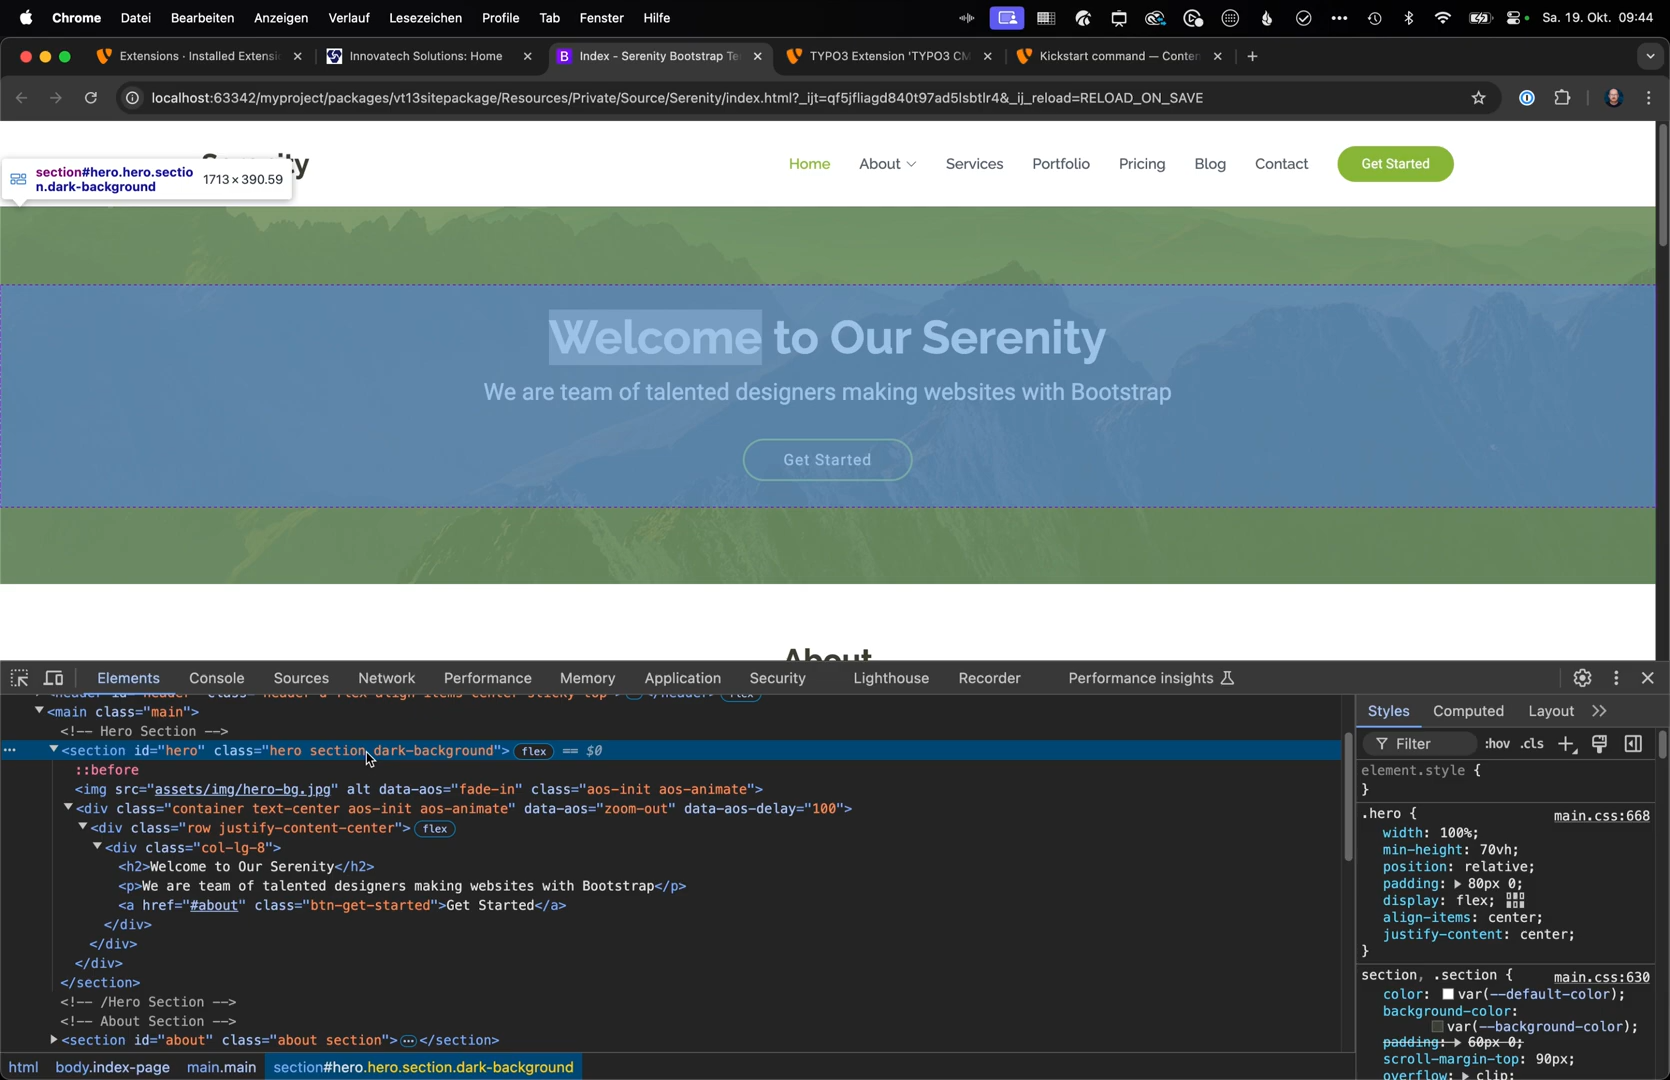 Chrome Datei Bearbeiten Anzeigen Verlauf Lesezeichen Profile Tab Fenster Hilfe Sa. 19. Okt. 09:44
Extensions · Installed Extensi Innovatech Solutions: Home Index - Serenity Bootstrap Te TYPO3 Extension 'TYPO3 CM Kickstart command — Conten
localhost:63342/myproject/packages/vt13sitepackage/Resources/Private/Source/Serenity/index.html?_ijt=qf5jfliagd840t97ad5lsbtlr4&_ij_reload=RELOAD_ON_SAVE
Home About Services Portfolio Pricing Blog Contact Get Started
section#hero.hero.sectio
n.dark-background
1713 × 390.59
Welcome to Our Serenity
We are team of talented designers making websites with Bootstrap
Get Started
About
Elements Console Sources Network Performance Memory Application Security Lighthouse Recorder Performance insights
<main class="main">
<!-- Hero Section -->
<section id="hero" class="hero section dark-background"> flex == $0
::before
<img src="assets/img/hero-bg.jpg" alt data-aos="fade-in" class="aos-init aos-animate">
<div class="container text-center aos-init aos-animate" data-aos="zoom-out" data-aos-delay="100">
<div class="row justify-content-center"> flex
<div class="col-lg-8">
<h2>Welcome to Our Serenity</h2>
<p>We are team of talented designers making websites with Bootstrap</p>
<a href="#about" class="btn-get-started">Get Started</a>
</div>
</div>
</div>
</section>
<!-- /Hero Section -->
<!-- About Section -->
<section id="about" class="about section">…</section>
html body.index-page main.main section#hero.hero.section.dark-background
Styles Computed Layout
Filter :hov .cls
element.style {
}
.hero { main.css:668
width: 100%;
min-height: 70vh;
position: relative;
padding: 80px 0;
display: flex;
align-items: center;
justify-content: center;
}
section, .section { main.css:630
color: var(--default-color);
background-color:
var(--background-color);
padding: 60px 0;
scroll-margin-top: 90px;
overflow: clip;